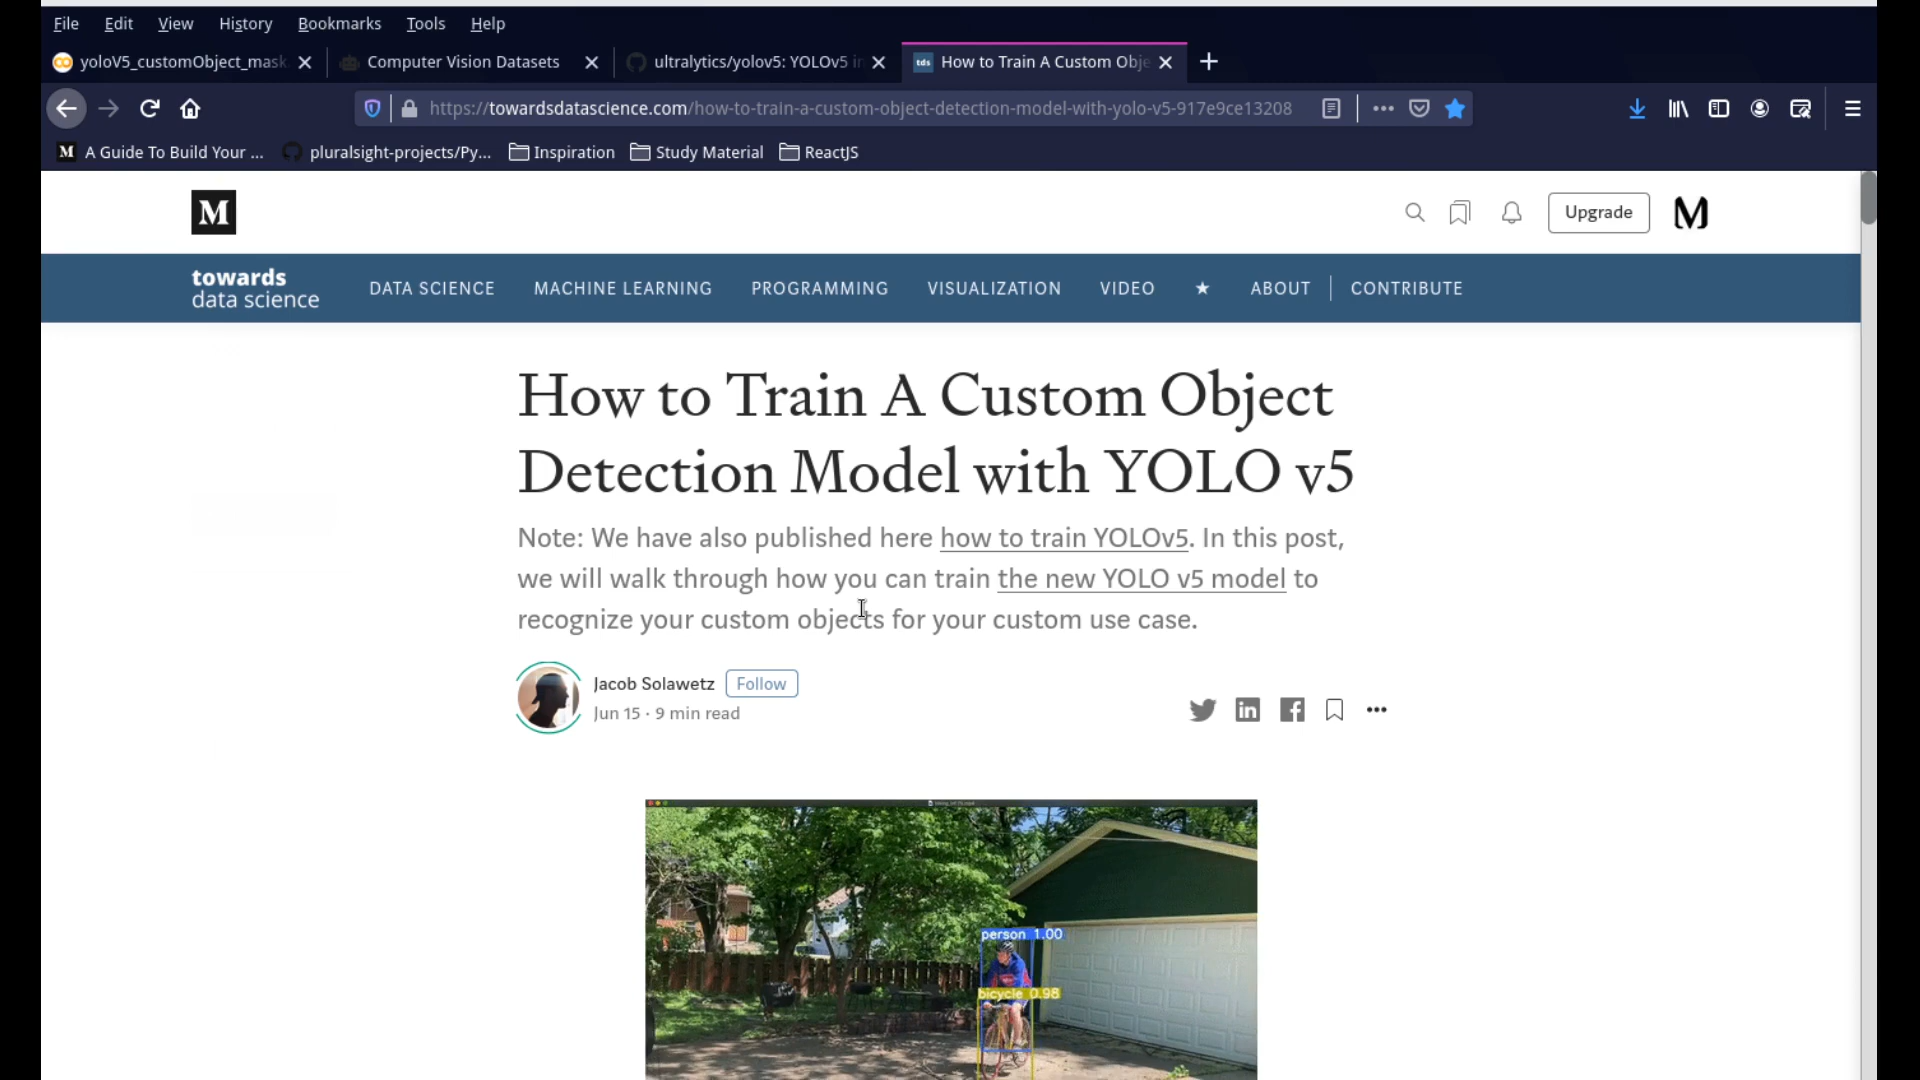 File Edit View History Bookmarks Tools Help
yoloV5_customObject_mask Computer Vision Datasets ultralytics/yolov5: YOLOv5 in tds How to Train A Custom Obje
https://towardsdatascience.com/how-to-train-a-custom-object-detection-model-with-yolo-v5-917e9ce13208
M A Guide To Build Your ... pluralsight-projects/Py... Inspiration Study Material ReactJS
M Upgrade M
towards
data science
DATA SCIENCE MACHINE LEARNING PROGRAMMING VISUALIZATION VIDEO ★ ABOUT CONTRIBUTE
How to Train A Custom Object
Detection Model with YOLO v5
Note: We have also published here how to train YOLOv5. In this post,
we will walk through how you can train the new YOLO v5 model to
recognize your custom objects for your custom use case.
Jacob Solawetz Follow
Jun 15 · 9 min read
person 1.00
bicycle 0.98